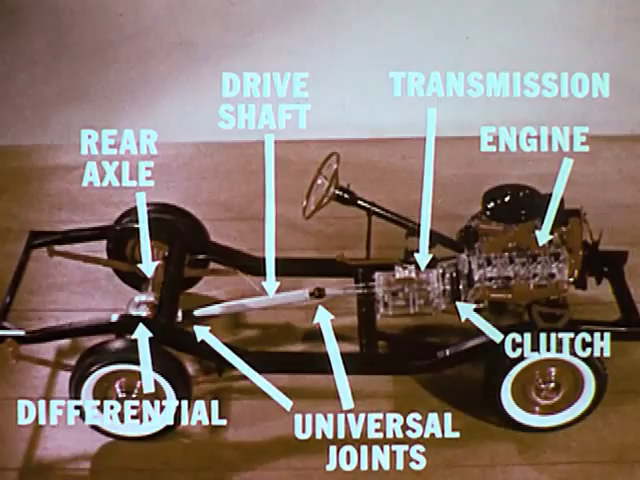 DRIVE
SHAFT
TRANSMISSION
REAR
AXLE
ENGINE
CLUTCH
DIFFERENTIAL
UNIVERSAL
JOINTS